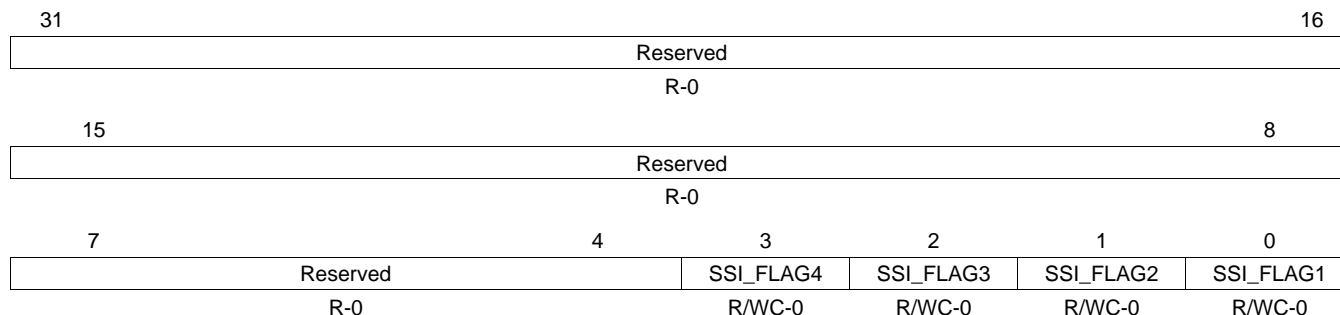 31 16
Reserved
R-0
15 8
Reserved
R-0
7 4 3 2 1 0
Reserved SSI_FLAG4 SSI_FLAG3 SSI_FLAG2 SSI_FLAG1
R-0 R/WC-0 R/WC-0 R/WC-0 R/WC-0